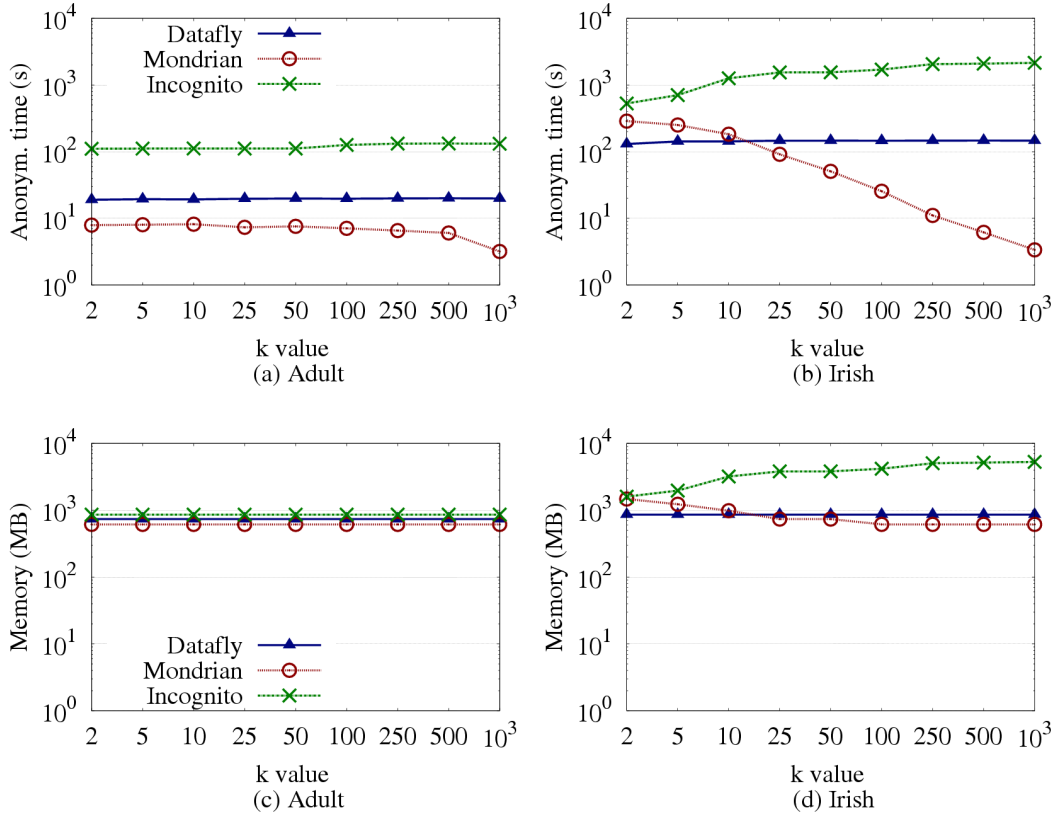 10^4
10^3
10^2
10^1
10^0
Anonym. time (s)
Datafly
Mondrian
Incognito
2 5 10 25 50 100 250 500 10^3
k value
(a) Adult
10^4
10^3
10^2
10^1
10^0
Anonym. time (s)
2 5 10 25 50 100 250 500 10^3
k value
(b) Irish
10^4
10^3
10^2
10^1
10^0
Memory (MB)
Datafly
Mondrian
Incognito
2 5 10 25 50 100 250 500 10^3
k value
(c) Adult
10^4
10^3
10^2
10^1
10^0
Memory (MB)
2 5 10 25 50 100 250 500 10^3
k value
(d) Irish